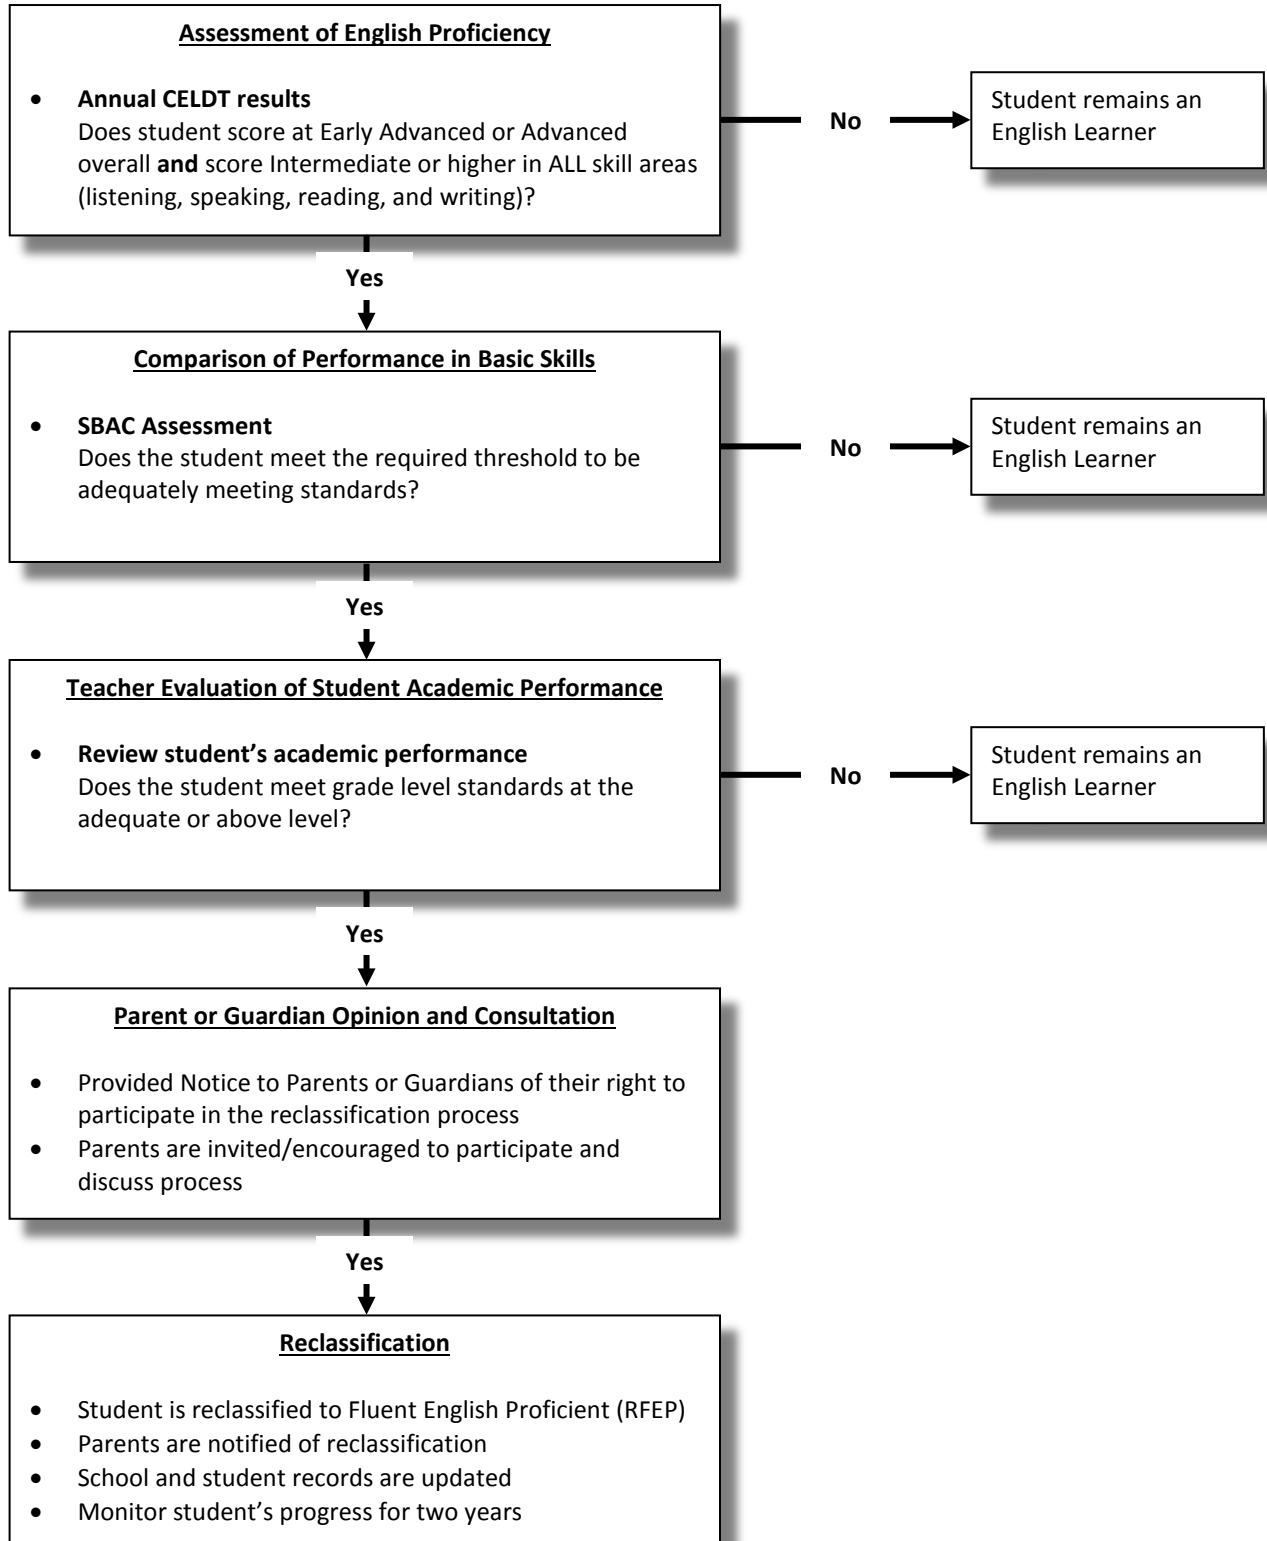 Assessment of English Proficiency
• Annual CELDT results
Does student score at Early Advanced or Advanced
overall and score Intermediate or higher in ALL skill areas
(listening, speaking, reading, and writing)?
No
Student remains an
English Learner
Yes
Comparison of Performance in Basic Skills
• SBAC Assessment
Does the student meet the required threshold to be
adequately meeting standards?
No
Student remains an
English Learner
Yes
Teacher Evaluation of Student Academic Performance
• Review student’s academic performance
Does the student meet grade level standards at the
adequate or above level?
No
Student remains an
English Learner
Yes
Parent or Guardian Opinion and Consultation
• Provided Notice to Parents or Guardians of their right to
participate in the reclassification process
• Parents are invited/encouraged to participate and
discuss process
Yes
Reclassification
• Student is reclassified to Fluent English Proficient (RFEP)
• Parents are notified of reclassification
• School and student records are updated
• Monitor student’s progress for two years